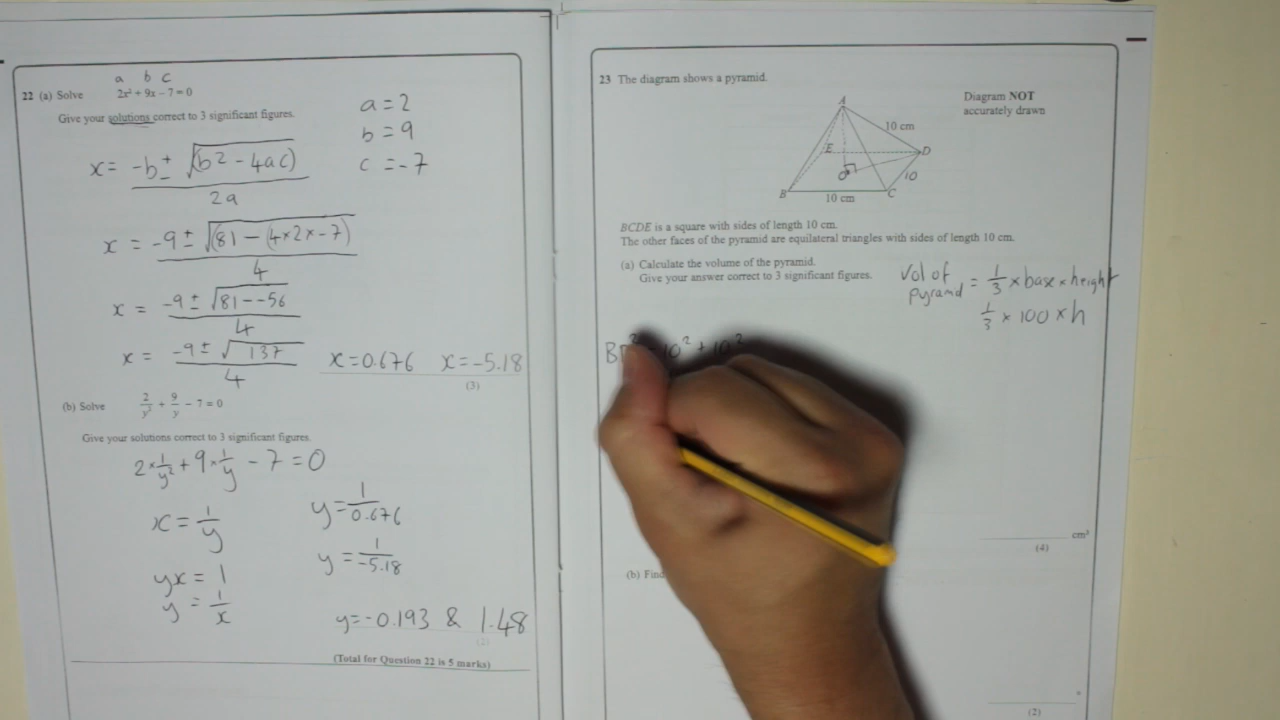 a b c
22 (a) Solve 2x² + 9x − 7 = 0
Give your solutions correct to 3 significant figures.
a = 2
b = 9
c = −7
x = −b ± √(b² − 4ac)
2a
x = −9 ± √(81 − (4×2×−7)
4
x = −9 ± √81 − −56
4
x = −9 ± √137
4
x = 0.676 x = −5.18
(3)
(b) Solve 2/y² + 9/y − 7 = 0
Give your solutions correct to 3 significant figures.
2 × 1/y² + 9 × 1/y − 7 = 0
x = 1/y
yx = 1
y = 1/x
y = 1/0.676
y = 1/−5.18
y = −0.193 & 1.48
(2)
(Total for Question 22 is 5 marks)
23 The diagram shows a pyramid.
Diagram NOT
accurately drawn
A
10 cm
E
D
10
B
C
10 cm
BCDE is a square with sides of length 10 cm.
The other faces of the pyramid are equilateral triangles with sides of length 10 cm.
(a) Calculate the volume of the pyramid.
Give your answer correct to 3 significant figures.
Vol of pyramd = 1/3 × base × height
1/3 × 100 × h
10² + 10²
cm³
(4)
(b) Find
°
(2)